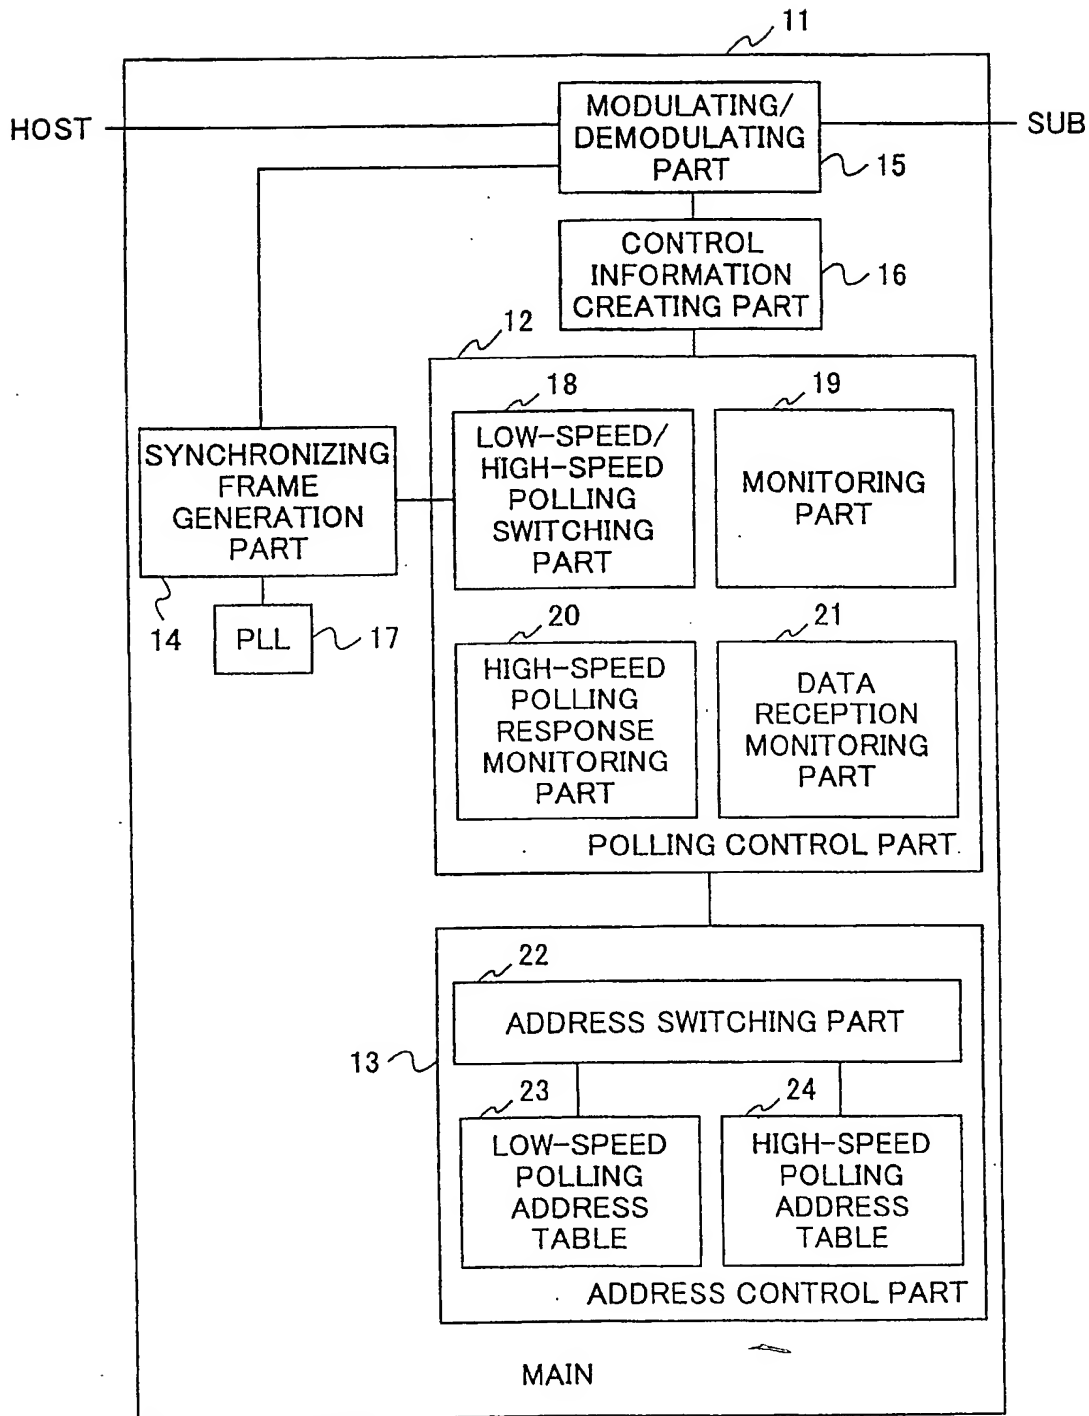 11
HOST
MODULATING/
DEMODULATING
PART
SUB
15
CONTROL
INFORMATION
CREATING PART
16
12
18
LOW-SPEED/
HIGH-SPEED
POLLING
SWITCHING
PART
19
MONITORING
PART
SYNCHRONIZING
FRAME
GENERATION
PART
14
PLL
17
20
HIGH-SPEED
POLLING
RESPONSE
MONITORING
PART
21
DATA
RECEPTION
MONITORING
PART
POLLING CONTROL PART
22
ADDRESS SWITCHING PART
13
23
LOW-SPEED
POLLING
ADDRESS
TABLE
24
HIGH-SPEED
POLLING
ADDRESS
TABLE
ADDRESS CONTROL PART
MAIN